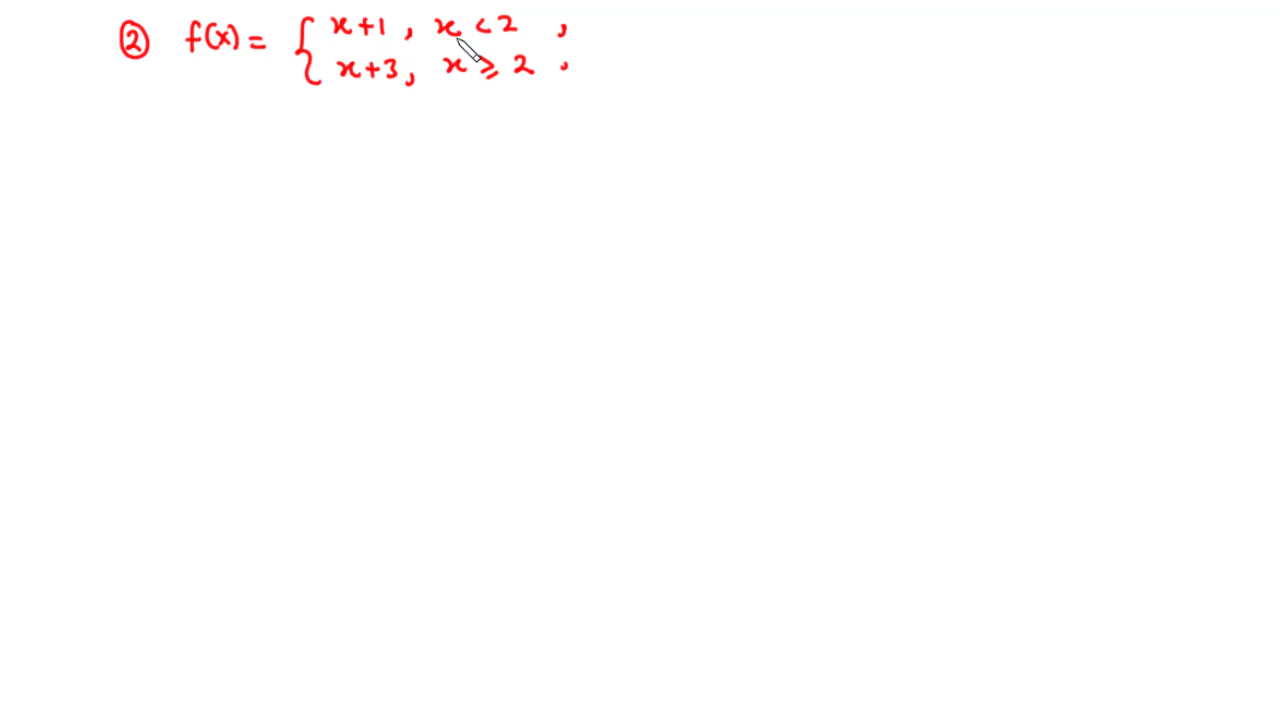 ② f(x) = { x+1 , x < 2 ,
x+3, x ⩾ 2 .